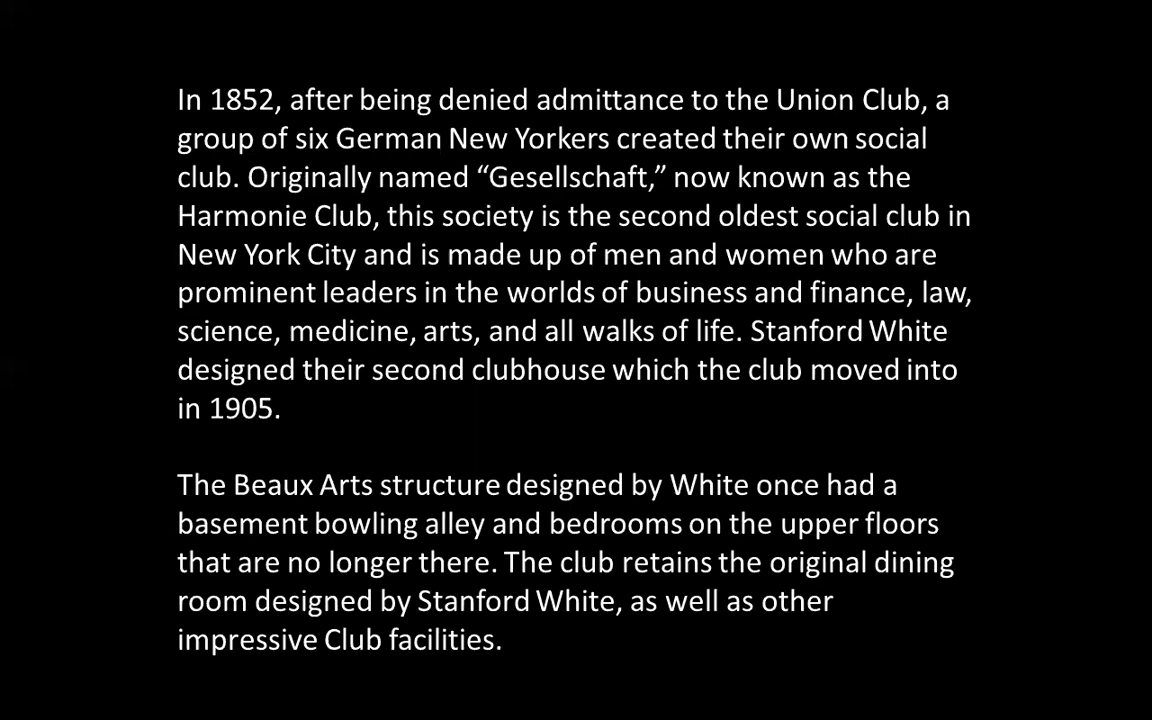 In 1852, after being denied admittance to the Union Club, a
group of six German New Yorkers created their own social
club. Originally named “Gesellschaft,” now known as the
Harmonie Club, this society is the second oldest social club in
New York City and is made up of men and women who are
prominent leaders in the worlds of business and finance, law,
science, medicine, arts, and all walks of life. Stanford White
designed their second clubhouse which the club moved into
in 1905.
The Beaux Arts structure designed by White once had a
basement bowling alley and bedrooms on the upper floors
that are no longer there. The club retains the original dining
room designed by Stanford White, as well as other
impressive Club facilities.